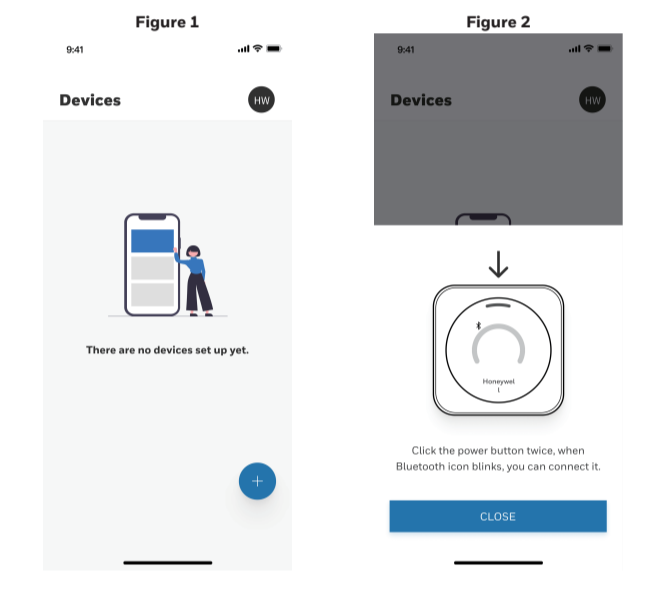 Figure 1
9:41
Devices
HW
There are no devices set up yet.
+
Figure 2
9:41
Devices
HW
Honeywel
l
Click the power button twice, when
Bluetooth icon blinks, you can connect it.
CLOSE